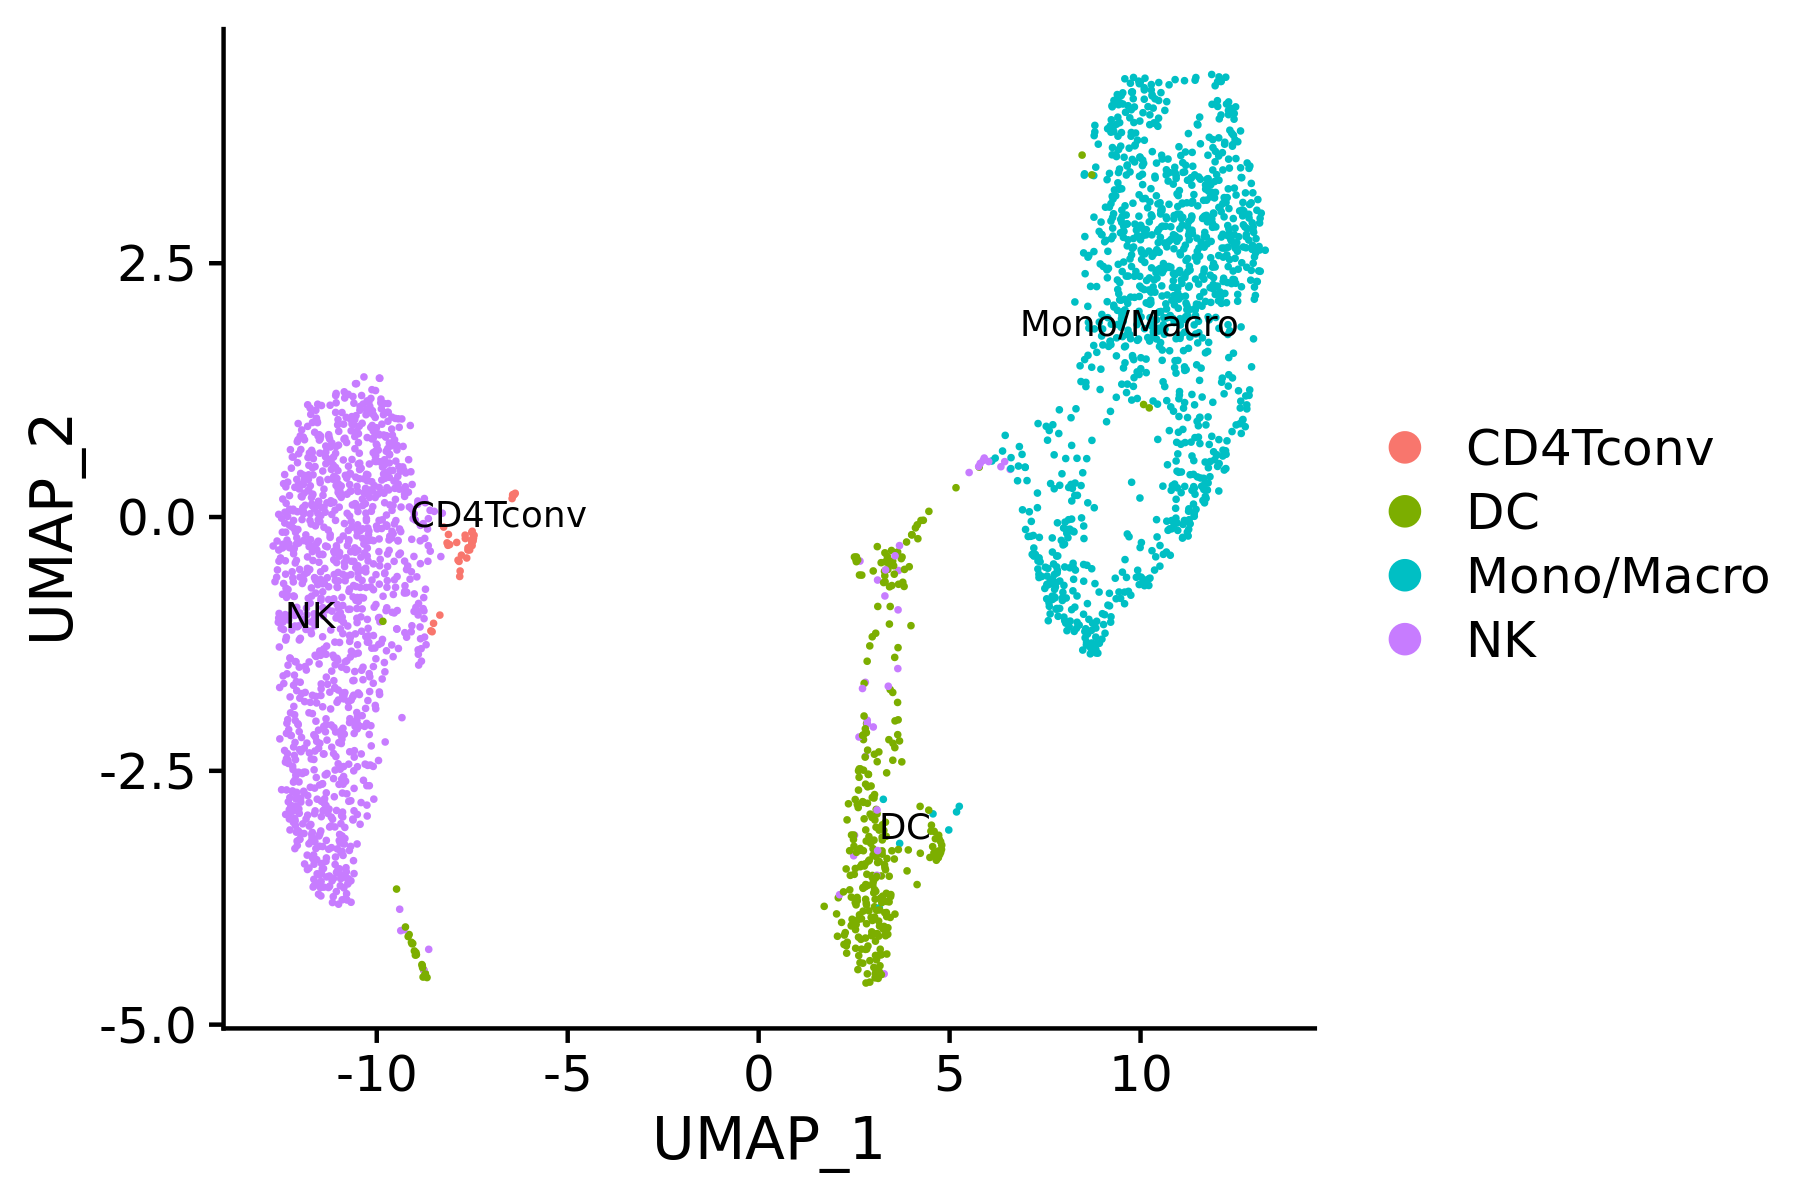 UMAP_2
2.5
0.0
-2.5
-5.0
-10
-5
0
5
10
UMAP_1
Mono/Macro
CD4Tconv
NK
DC
CD4Tconv
DC
Mono/Macro
NK